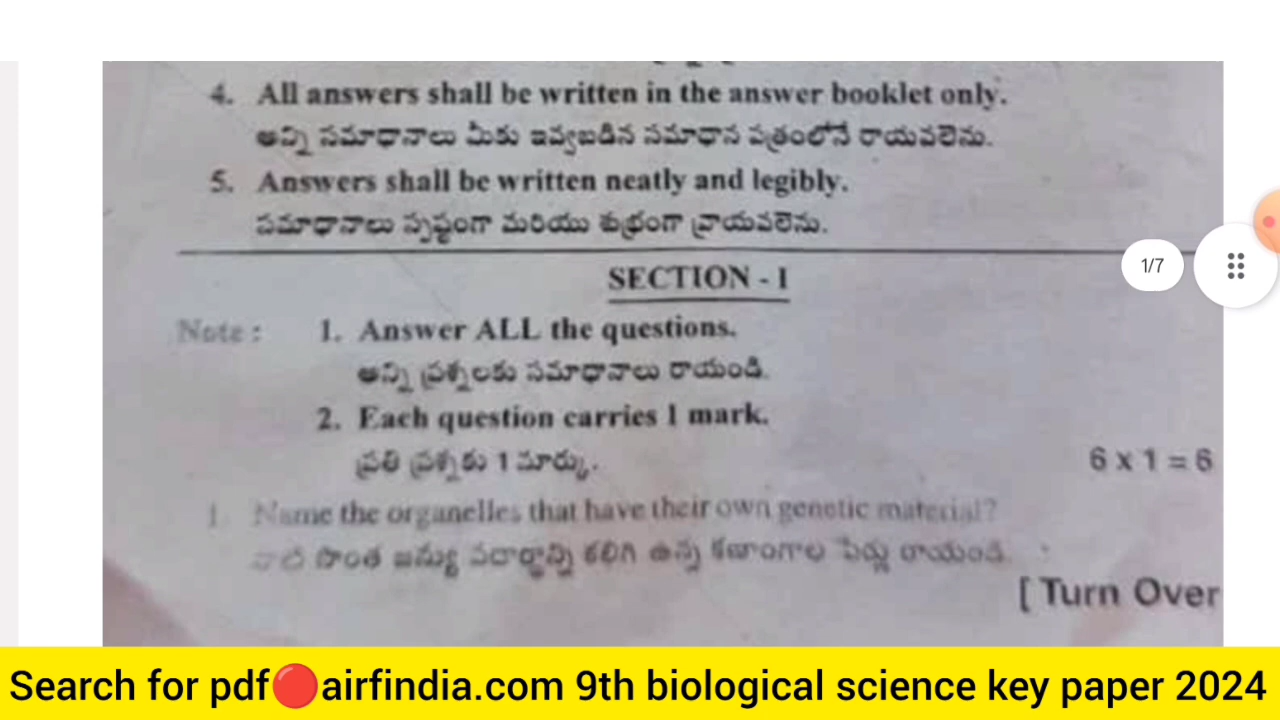 4. All answers shall be written in the answer booklet only.
అన్ని సమాధానాలు మీకు ఇవ్వబడిన సమాధాన పత్రంలోనే రాయవలెను.
5. Answers shall be written neatly and legibly.
సమాధానాలు స్పష్టంగా మరియు శుభ్రంగా వ్రాయవలెను.
SECTION - I
Note : 1. Answer ALL the questions.
అన్ని ప్రశ్నలకు సమాధానాలు రాయండి.
2. Each question carries 1 mark.
ప్రతి ప్రశ్నకు 1 మార్కు.
6 x 1 = 6
1. Name the organelles that have their own genetic material?
వాటి సొంత జన్యు పదార్థాన్ని కలిగి ఉన్న కణాంగాల పేర్లు రాయండి.
[ Turn Over
1/7
Search for pdf🔴airfindia.com 9th biological science key paper 2024